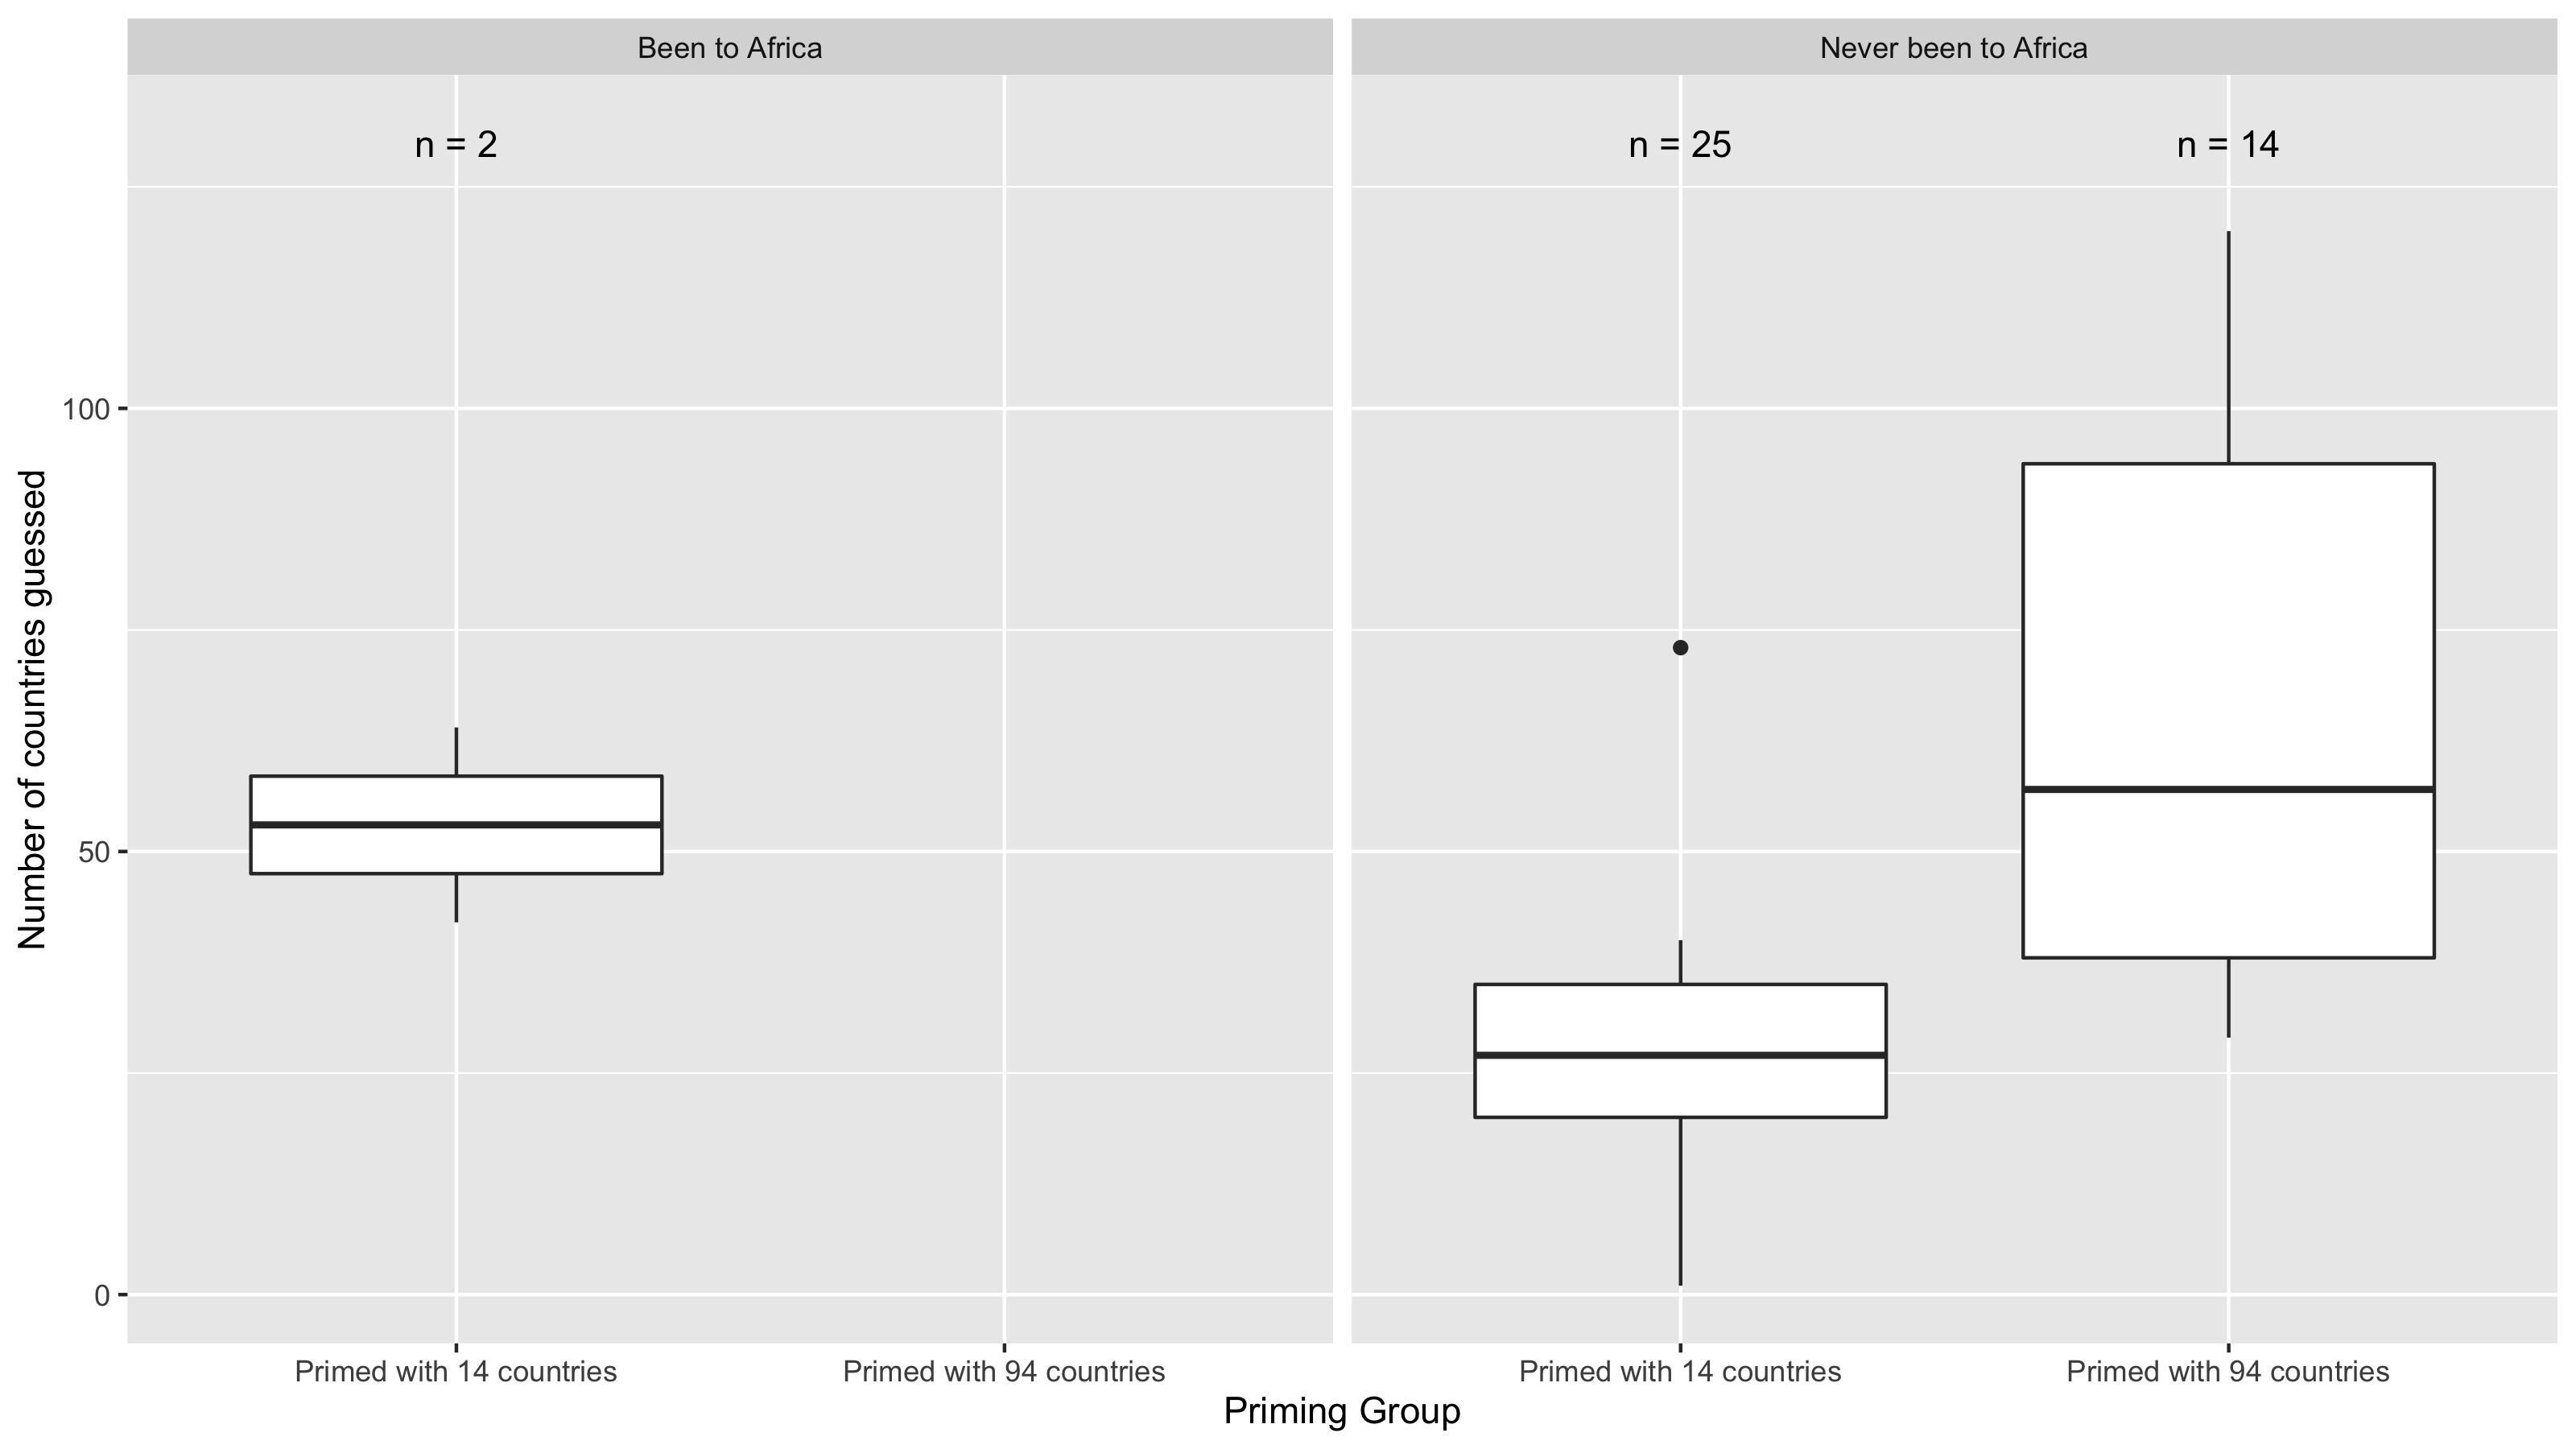 Been to Africa
Never been to Africa
n = 2
n = 25
n = 14
Number of countries guessed
100
50
0
Primed with 14 countries
Primed with 94 countries
Primed with 14 countries
Primed with 94 countries
Priming Group